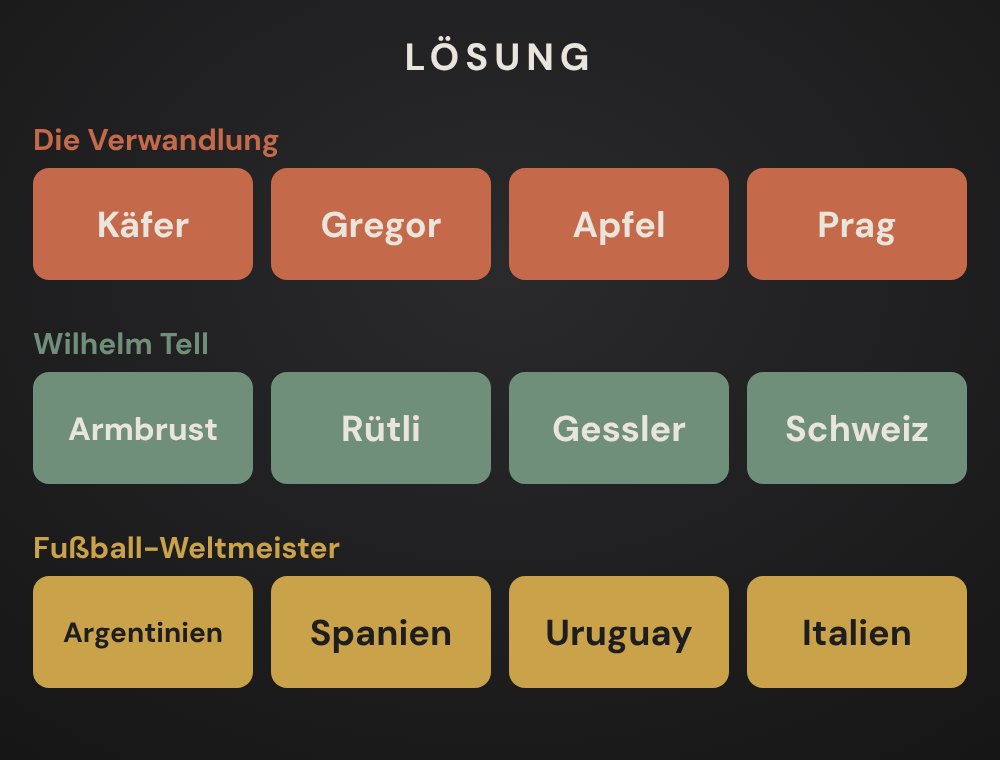 LÖSUNG
Die Verwandlung
Käfer Gregor Apfel Prag
Wilhelm Tell
Armbrust Rütli Gessler Schweiz
Fußball-Weltmeister
Argentinien Spanien Uruguay Italien